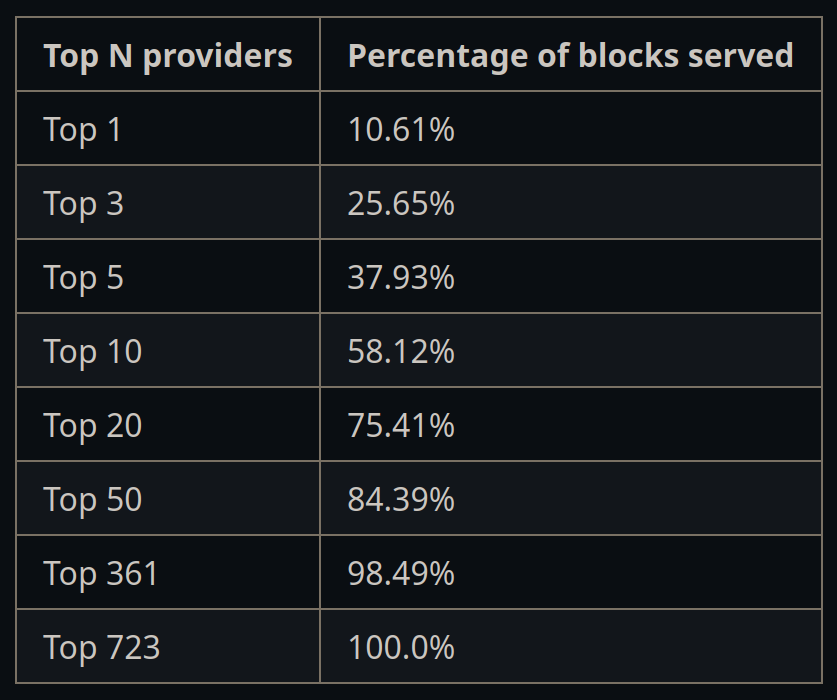 Top N providers Percentage of blocks served
Top 1 10.61%
Top 3 25.65%
Top 5 37.93%
Top 10 58.12%
Top 20 75.41%
Top 50 84.39%
Top 361 98.49%
Top 723 100.0%